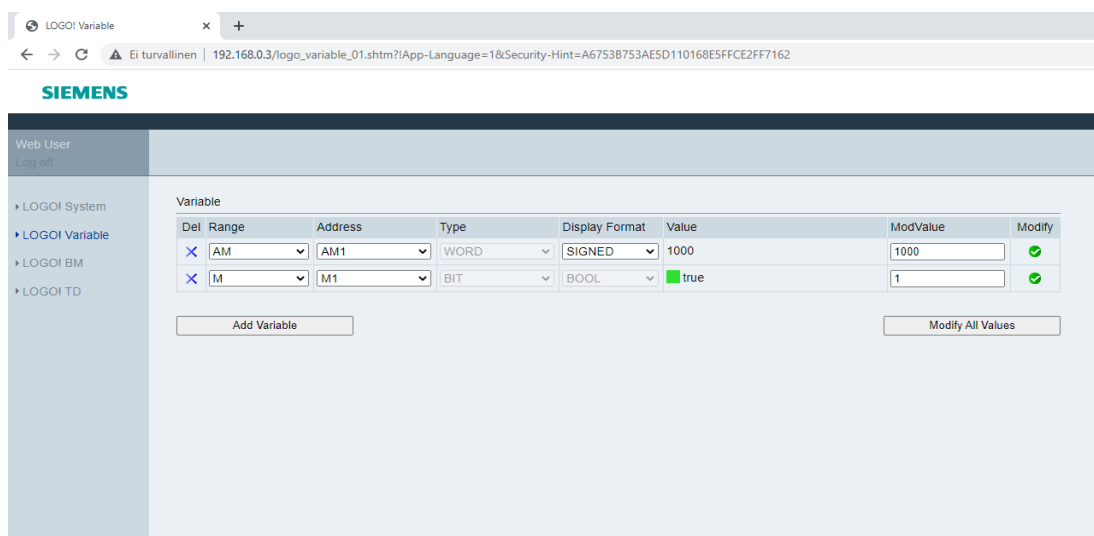 LOGO! Variable
Ei turvallinen | 192.168.0.3/logo_variable_01.shtm?!App-Language=1&Security-Hint=A6753B753AE5D110168E5FFCE2FF7162
SIEMENS
Web User
Log off
LOGO! System
LOGO! Variable
LOGO! BM
LOGO! TD
Variable
Del Range Address Type Display Format Value ModValue Modify
AM AM1 WORD SIGNED 1000 1000
M M1 BIT BOOL true 1
Add Variable Modify All Values